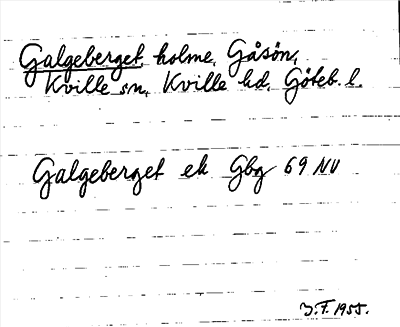 Galgeberget, holme, Gåsön,
Kville sn, Kville hd, Göteb. l.
Galgeberget ek Gbg 69 NV
F. 1955.